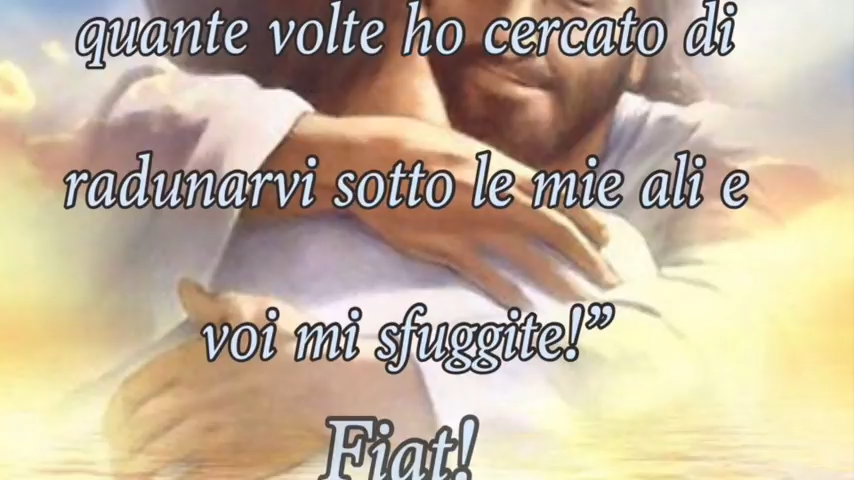 quante volte ho cercato di
radunarvi sotto le mie ali e
voi mi sfuggite!”
Fiat!